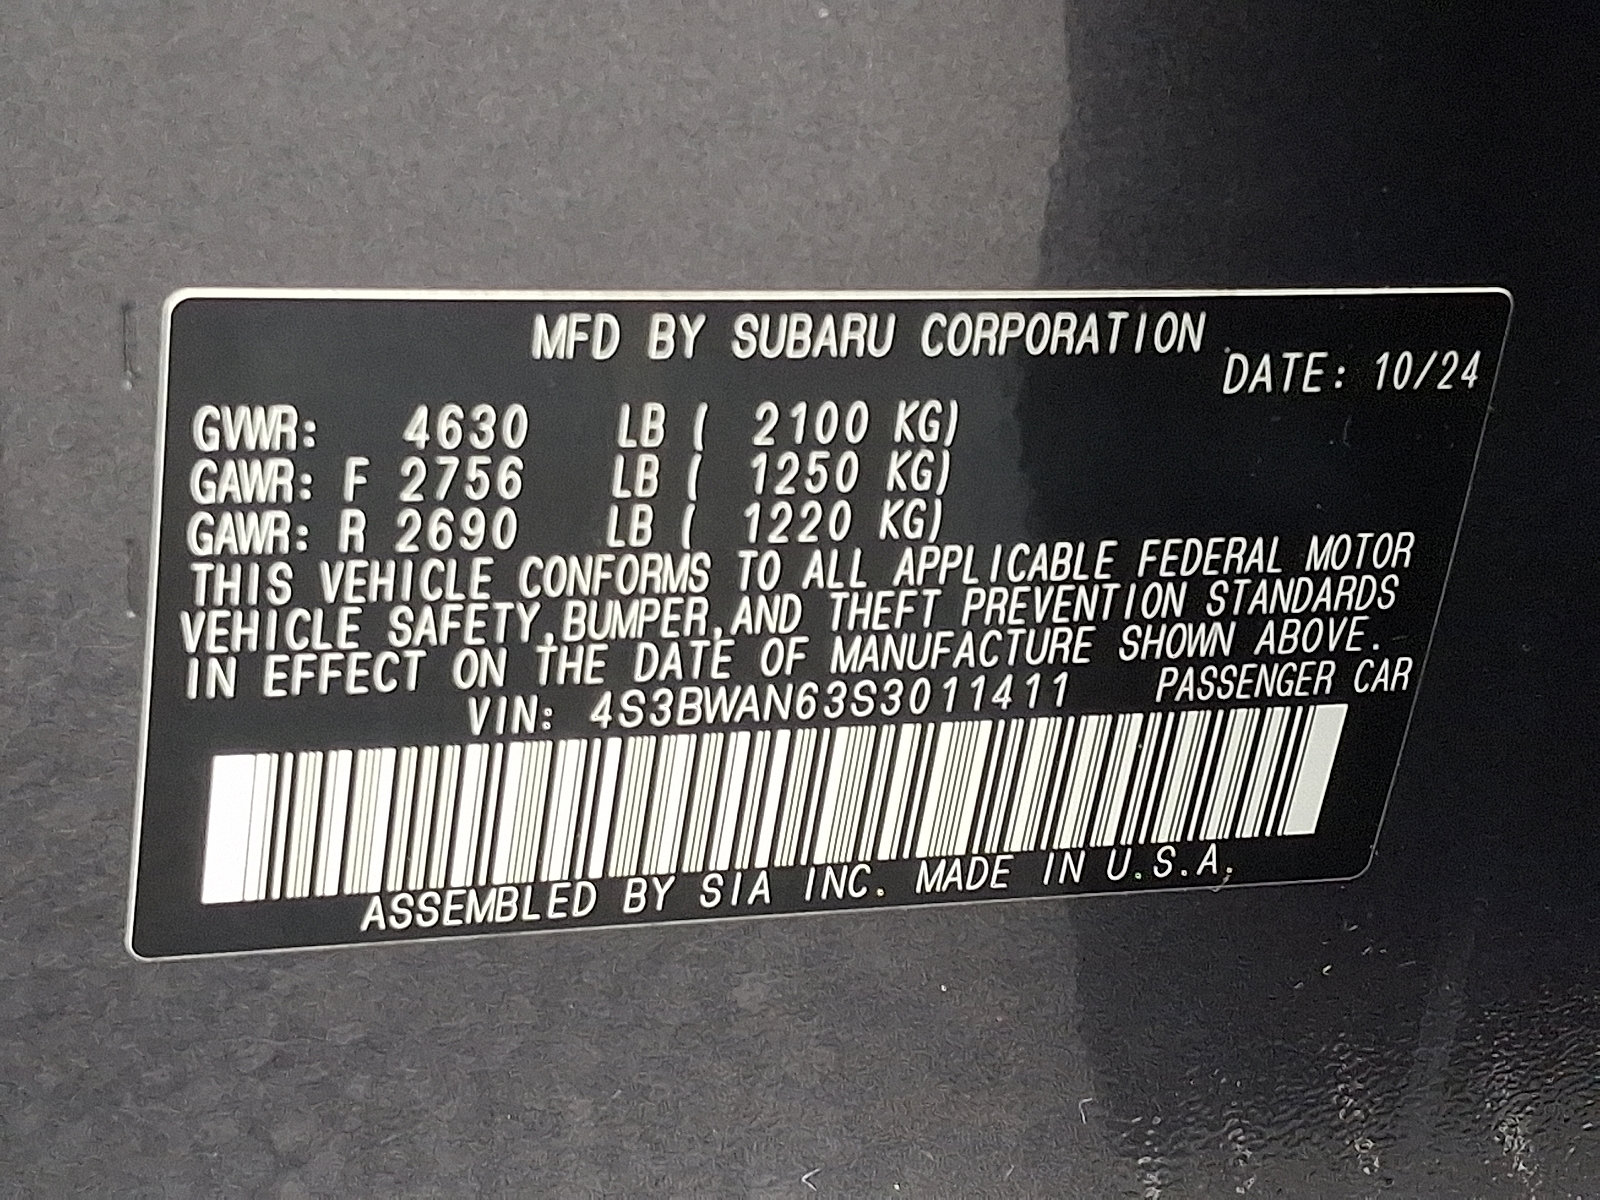 MFD BY SUBARU CORPORATION
DATE: 10/24
GVWR: 4630 LB ( 2100 KG)
GAWR: F 2756 LB ( 1250 KG)
GAWR: R 2690 LB ( 1220 KG)
THIS VEHICLE CONFORMS TO ALL APPLICABLE FEDERAL MOTOR
VEHICLE SAFETY, BUMPER, AND THEFT PREVENTION STANDARDS
IN EFFECT ON THE DATE OF MANUFACTURE SHOWN ABOVE.
VIN: 4S3BWAN63S3011411 PASSENGER CAR
ASSEMBLED BY SIA INC. MADE IN U.S.A.